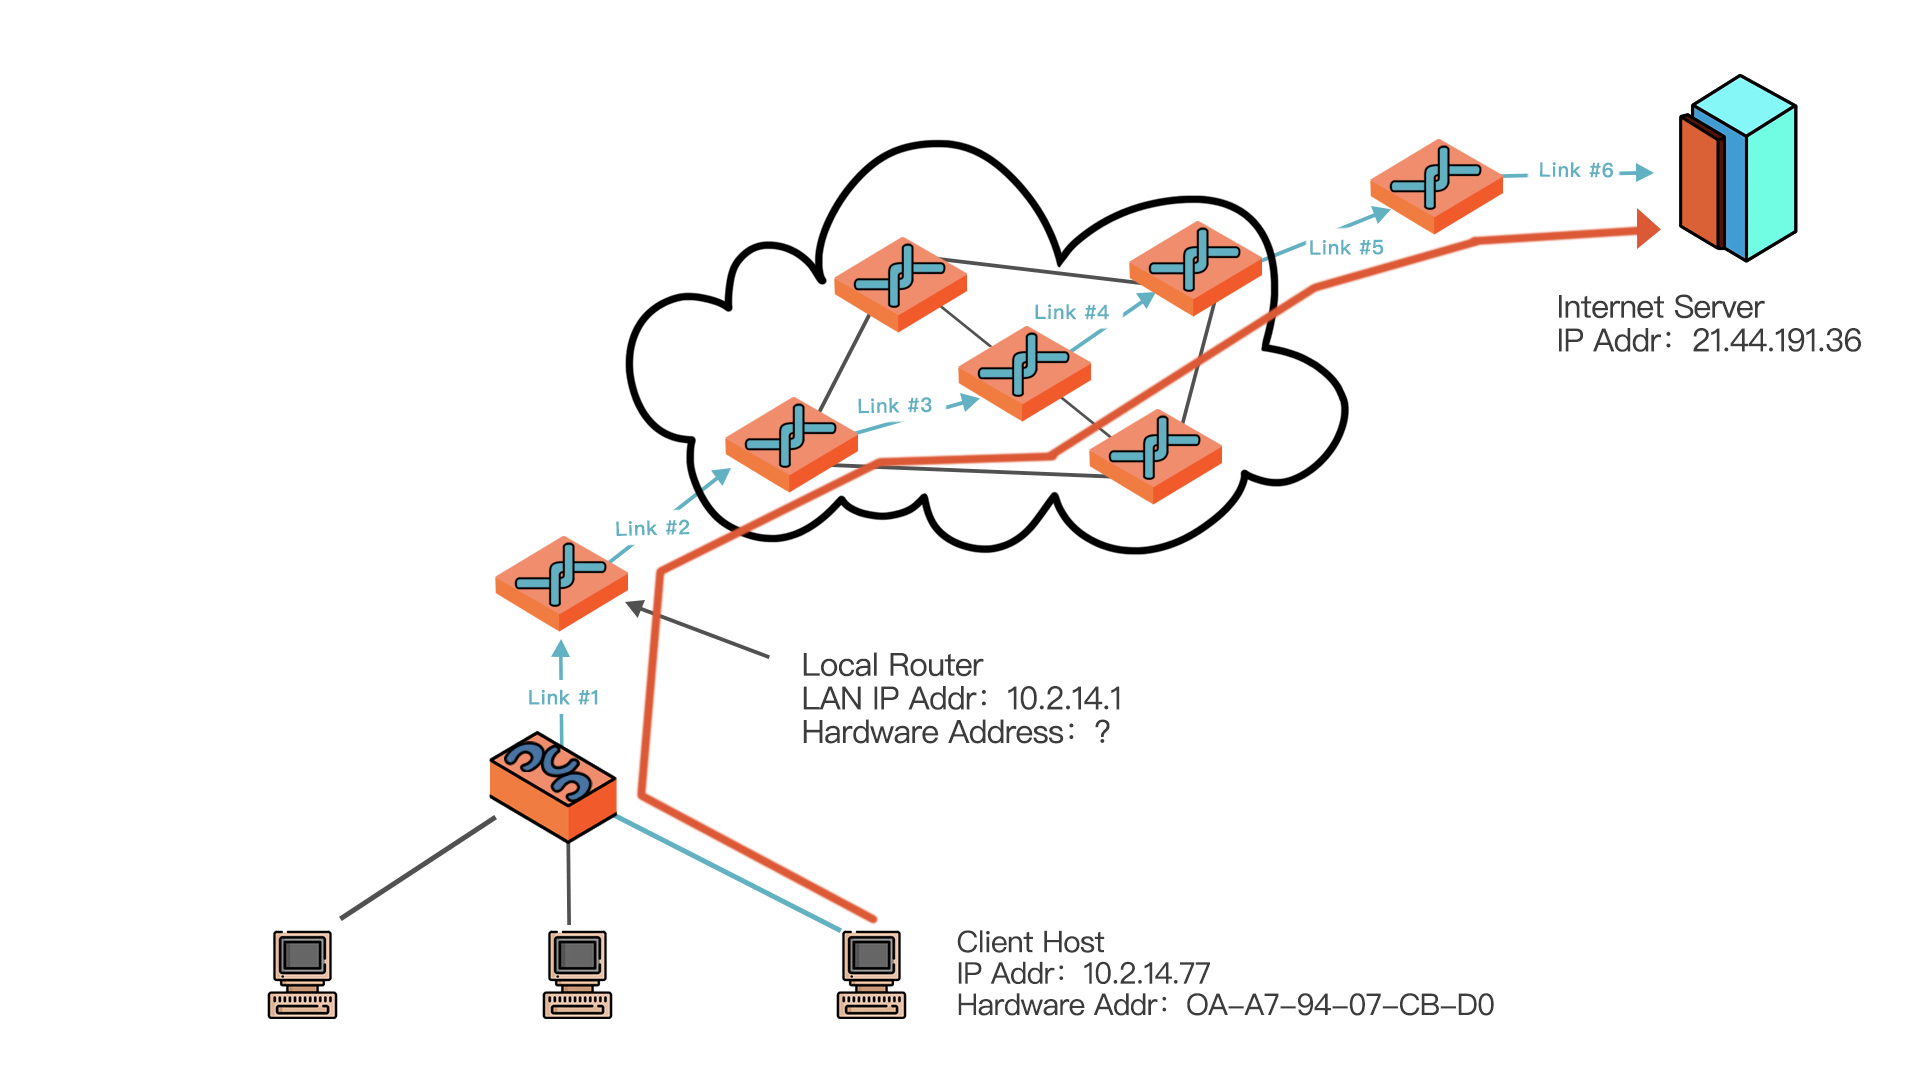 Link #6
Link #5
Internet Server
IP Addr： 21.44.191.36
Link #4
Link #3
Link #2
Local Router
LAN IP Addr： 10.2.14.1
Hardware Address： ?
Link #1
Client Host
IP Addr： 10.2.14.77
Hardware Addr： OA-A7-94-07-CB-D0